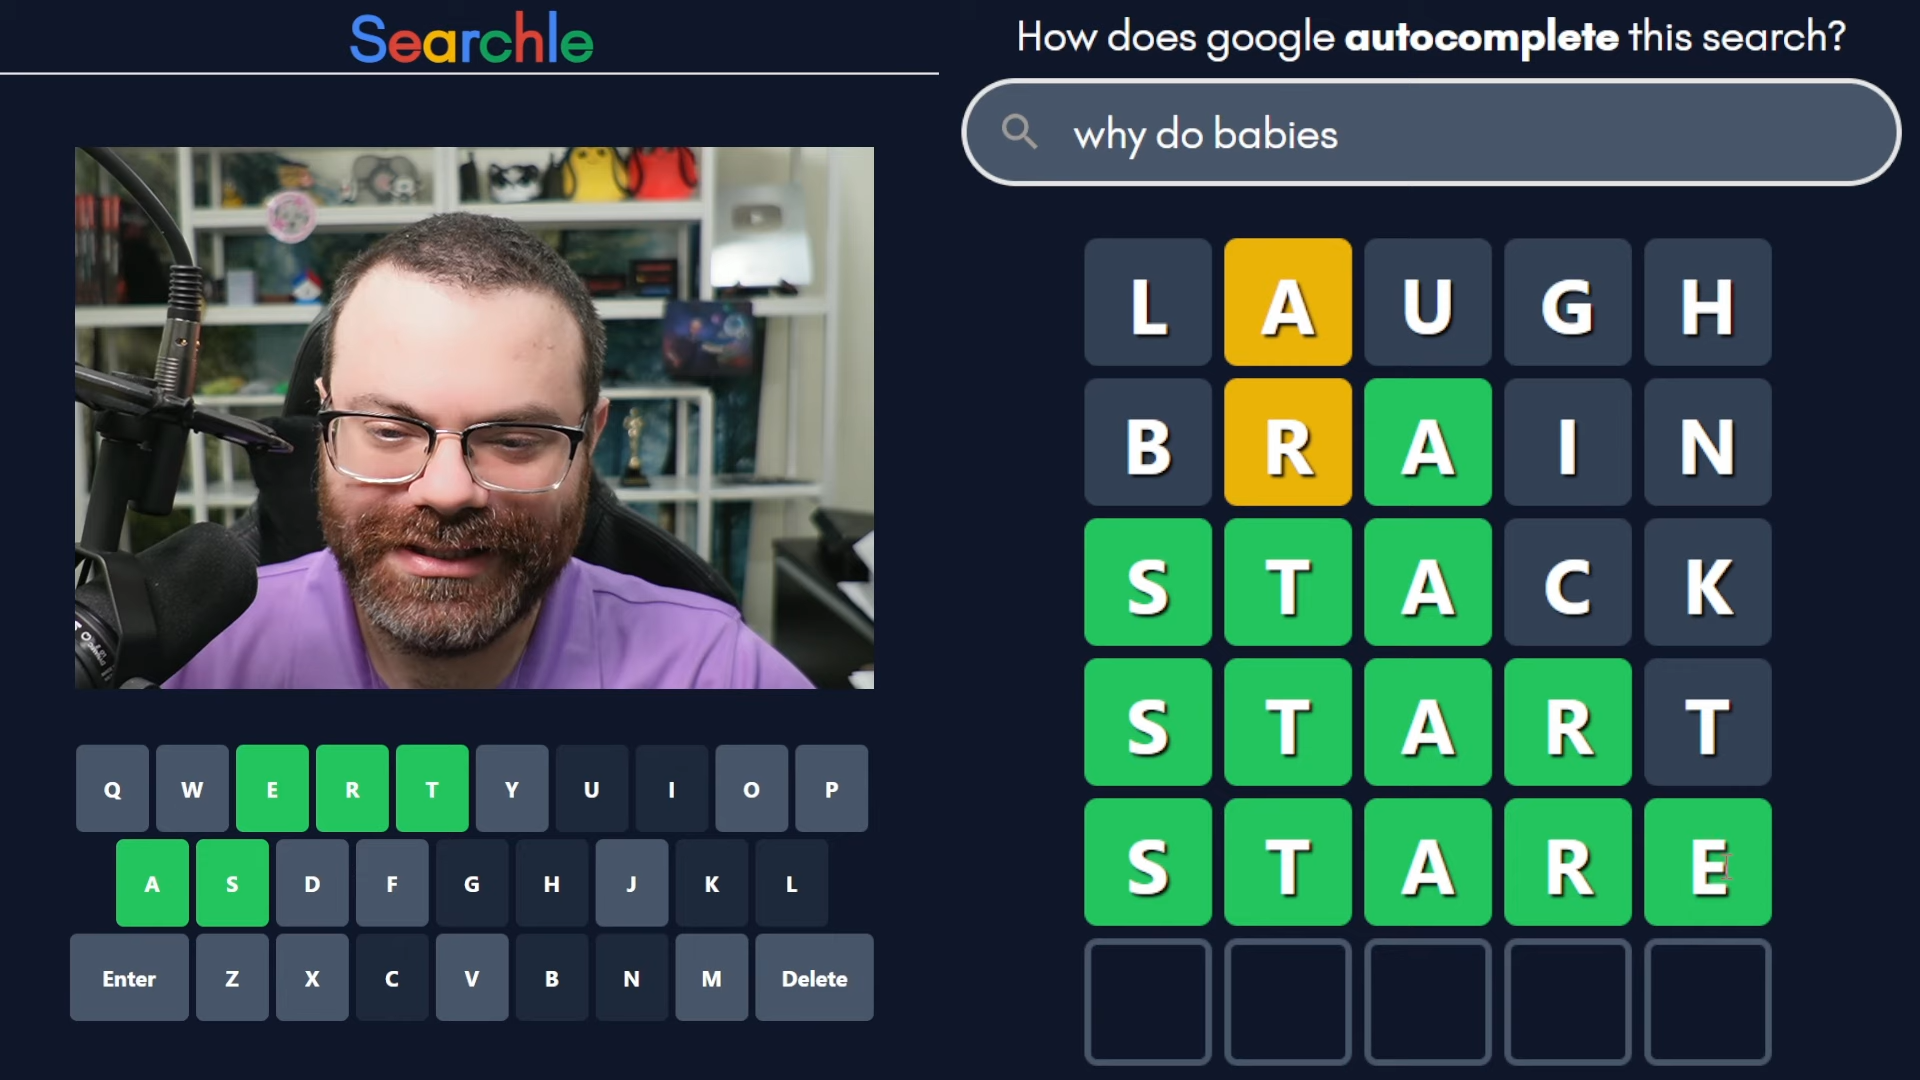 Searchle
How does google autocomplete this search?
why do babies
L A U G H
B R A I N
S T A C K
S T A R T
S T A R E
Q W E R T Y U I O P
A S D F G H J K L
Enter Z X C V B N M Delete